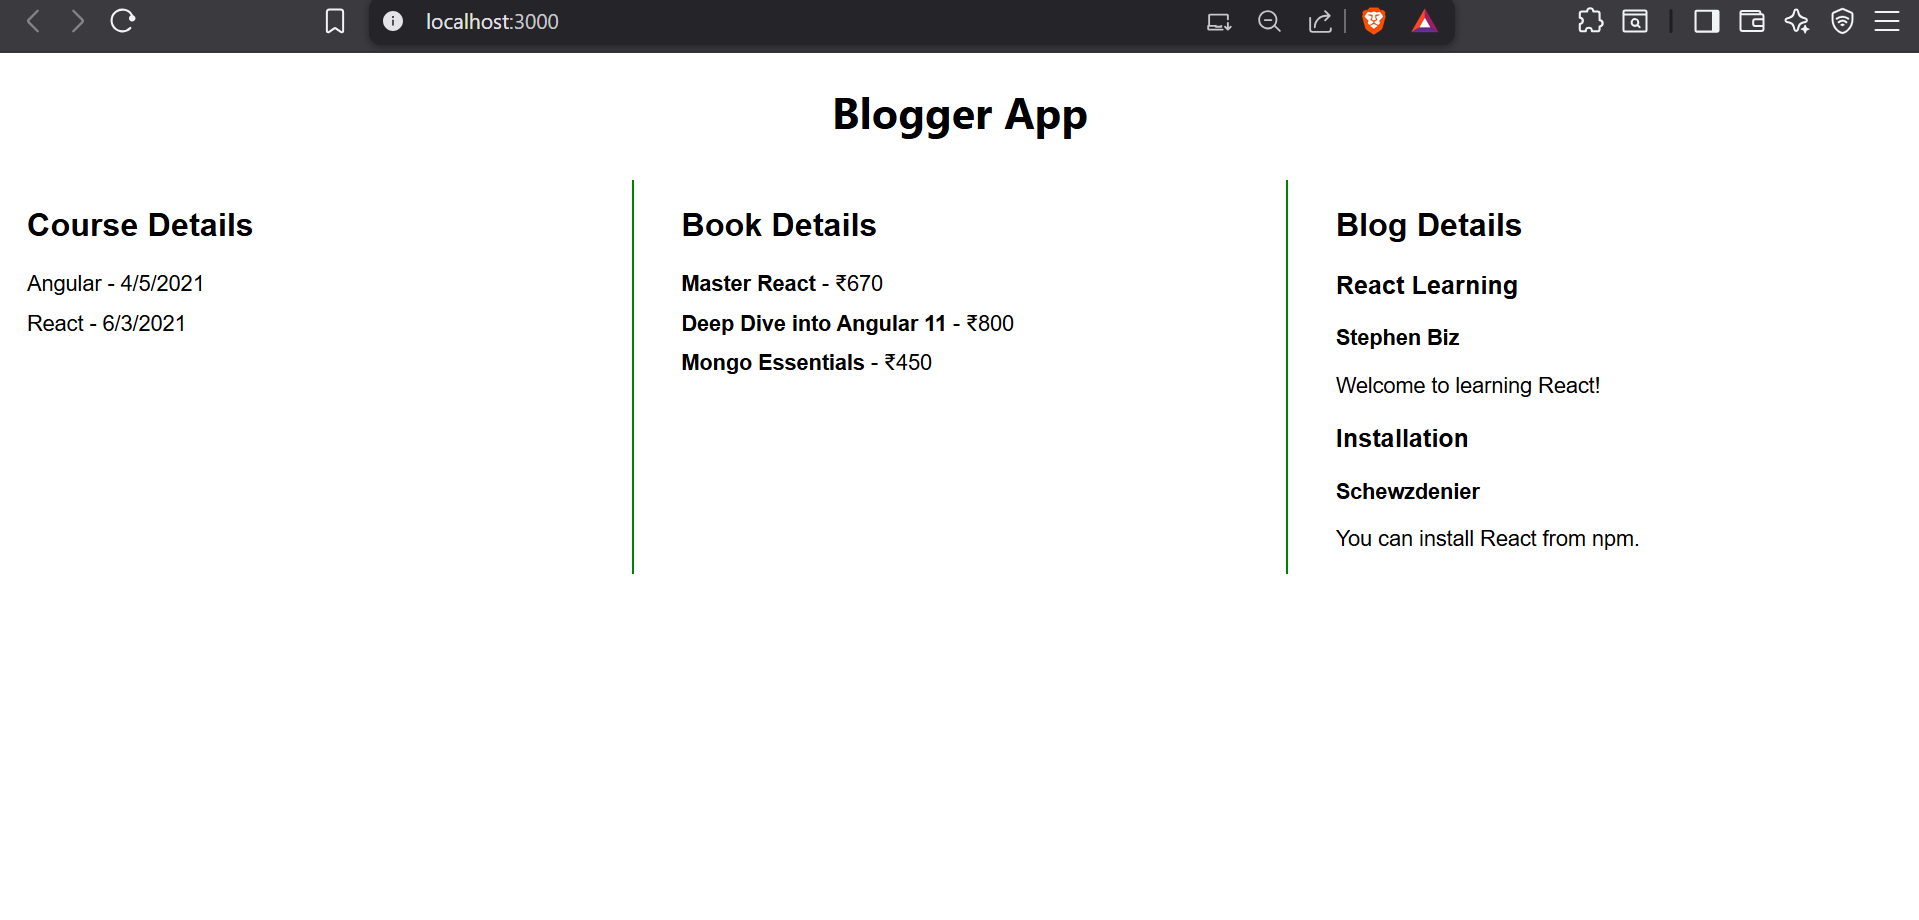 localhost:3000
Blogger App
Course Details
Angular - 4/5/2021
React - 6/3/2021
Book Details
Master React - ₹670
Deep Dive into Angular 11 - ₹800
Mongo Essentials - ₹450
Blog Details
React Learning
Stephen Biz
Welcome to learning React!
Installation
Schewzdenier
You can install React from npm.